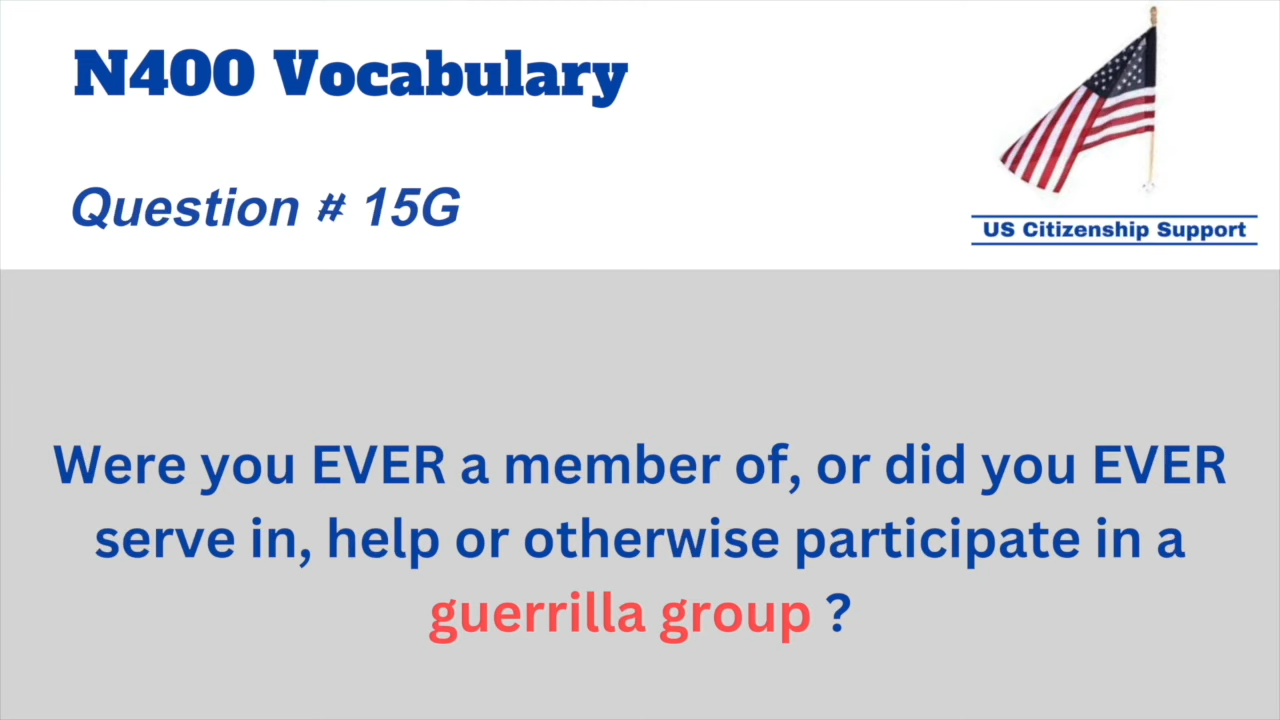 N400 Vocabulary
Question # 15G
US Citizenship Support
Were you EVER a member of, or did you EVER
serve in, help or otherwise participate in a
guerrilla group ?